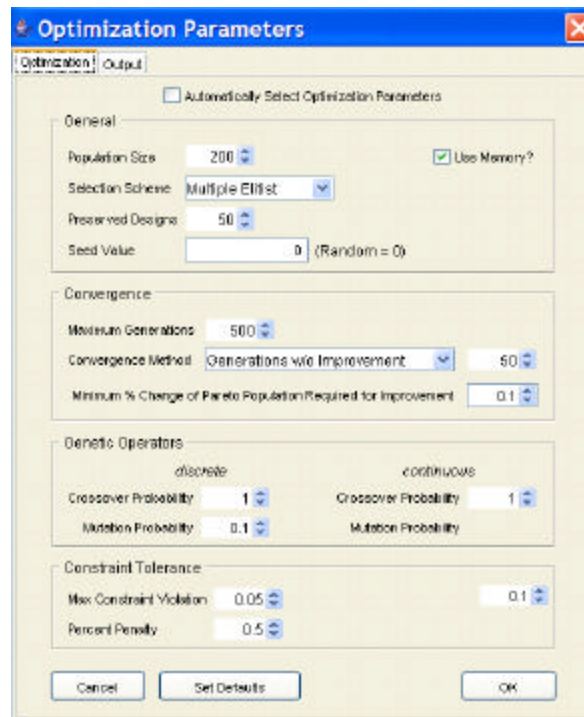 Optimization Parameters
Optimization Output
Automatically Select Optimization Parameters
General
Population Size 200 Use Memory?
Selection Scheme Multiple Elitist
Preserved Designs 50
Seed Value 0 (Random = 0)
Convergence
Maximum Generations 500
Convergence Method Generations w/o Improvement 50
Minimum % Change of Pareto Population Required for Improvement 0.1
Genetic Operators
discrete continuous
Crossover Probability 1 Crossover Probability 1
Mutation Probability 0.1 Mutation Probability
Constraint Tolerance
Max Constraint Violation 0.05 0.1
Percent Penalty 0.5
Cancel Set Defaults OK